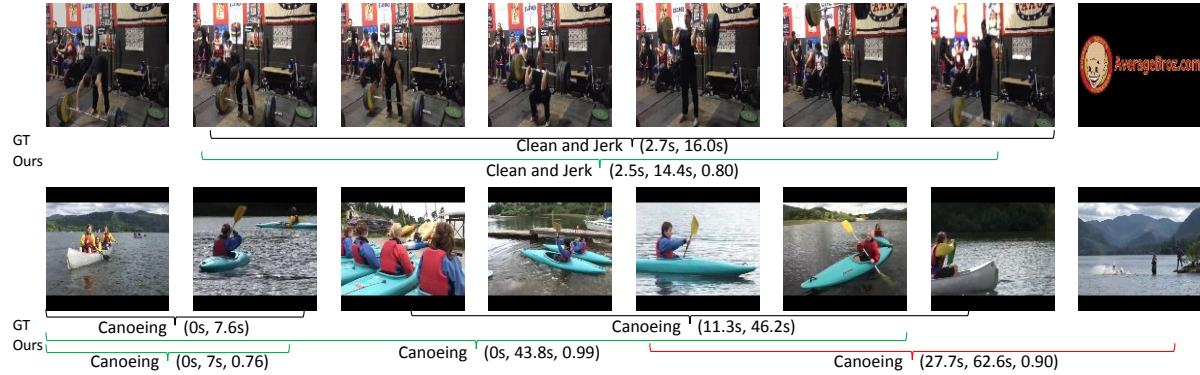 AverageBroz.com
GT
Clean and Jerk (2.7s, 16.0s)
Ours
Clean and Jerk (2.5s, 14.4s, 0.80)
GT
Canoeing (0s, 7.6s)
Canoeing (11.3s, 46.2s)
Ours
Canoeing (0s, 7s, 0.76)
Canoeing (0s, 43.8s, 0.99)
Canoeing (27.7s, 62.6s, 0.90)